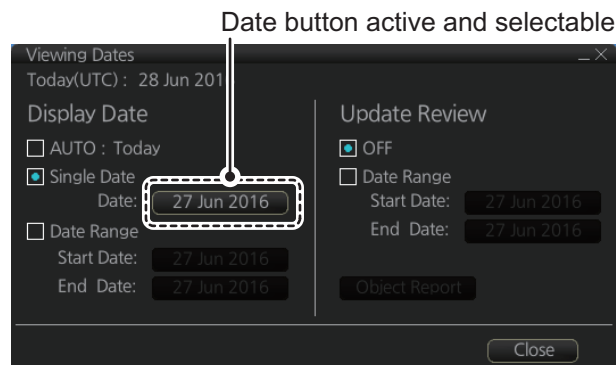 Date button active and selectable
Viewing Dates
Today(UTC) : 28 Jun 201
Display Date
AUTO : Today
Single Date
Date: 27 Jun 2016
Date Range
Start Date: 27 Jun 2016
End Date: 27 Jun 2016
Update Review
OFF
Date Range
Start Date: 27 Jun 2016
End Date: 27 Jun 2016
Object Report
Close